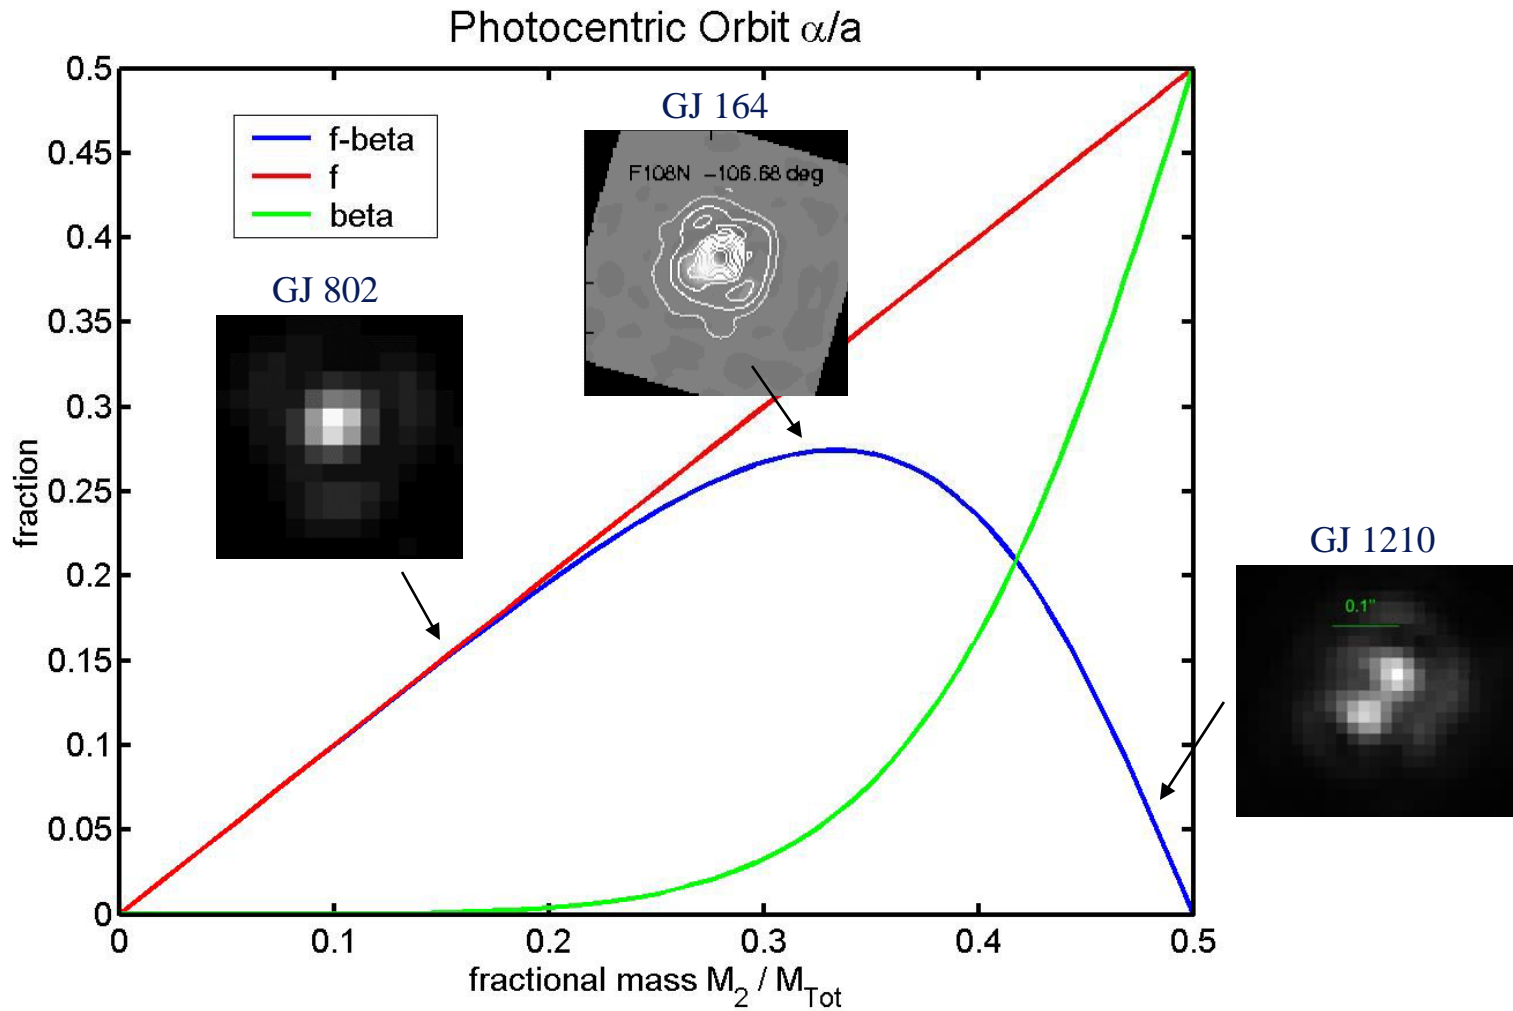 Photocentric Orbit α/a
0.5
0.45
0.4
0.35
0.3
0.25
0.2
0.15
0.1
0.05
0
fraction
f-beta
f
beta
GJ 164
F108N -106.68 deg
GJ 802
GJ 1210
0.1"
0
0.1
0.2
0.3
0.4
0.5
fractional mass M₂ / M_Tot